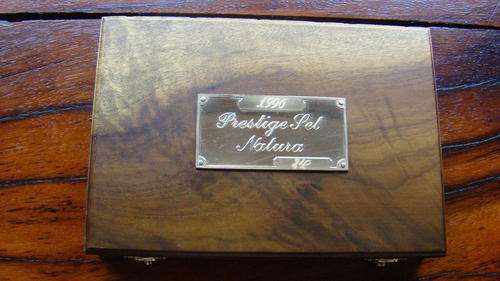 1996
Prestige Set
Natura